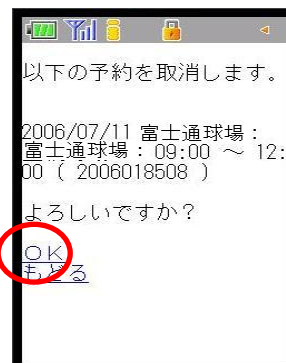 以下の予約を取消します。
2006/07/11 富士通球場：
富士通球場：09:00 ～ 12:
00 ( 2006018508 )
よろしいですか？
OK
もどる